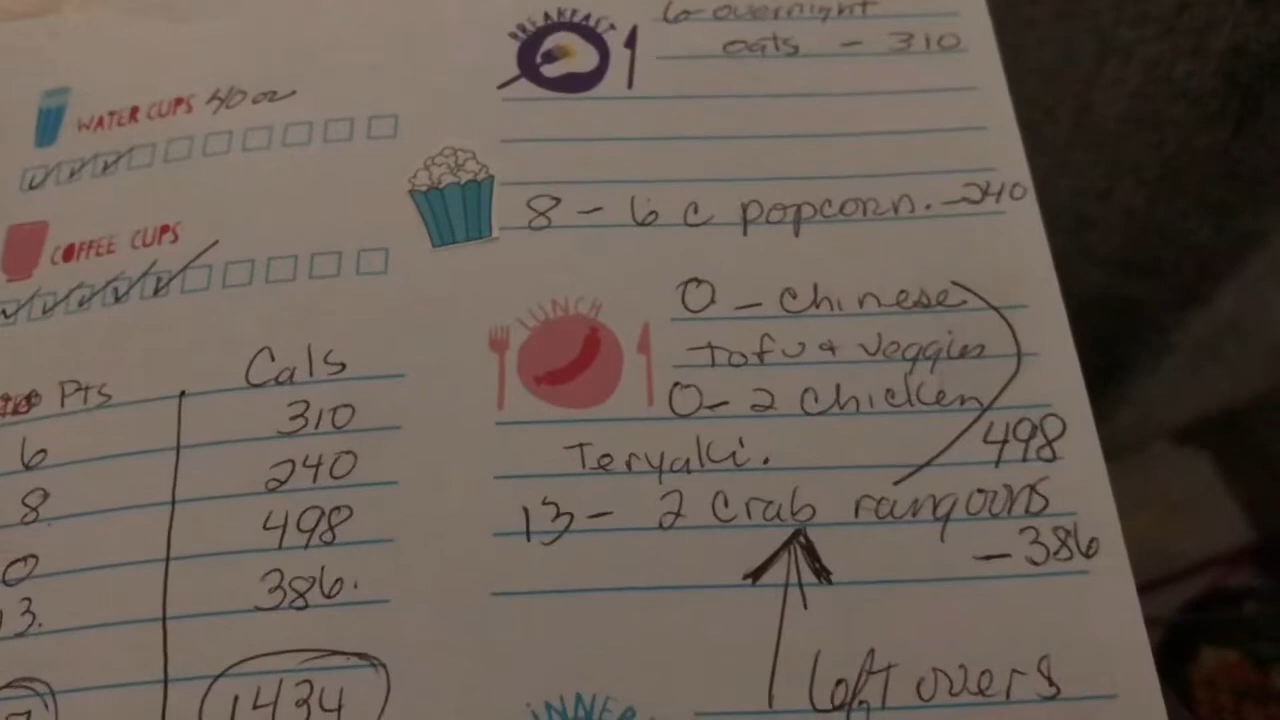 BREAKFAST
6-overnight
oats - 310
8 - 6 c popcorn. -240
WATER CUPS 40 oz
COFFEE CUPS
Pts Cals
6 310
8 240
0 498
13. 386.
1434
LUNCH
0 - Chinese
tofu + veggies
0 - 2 chicken
Teryaki. 498
13 - 2 Crab rangoons
- 386
left overs